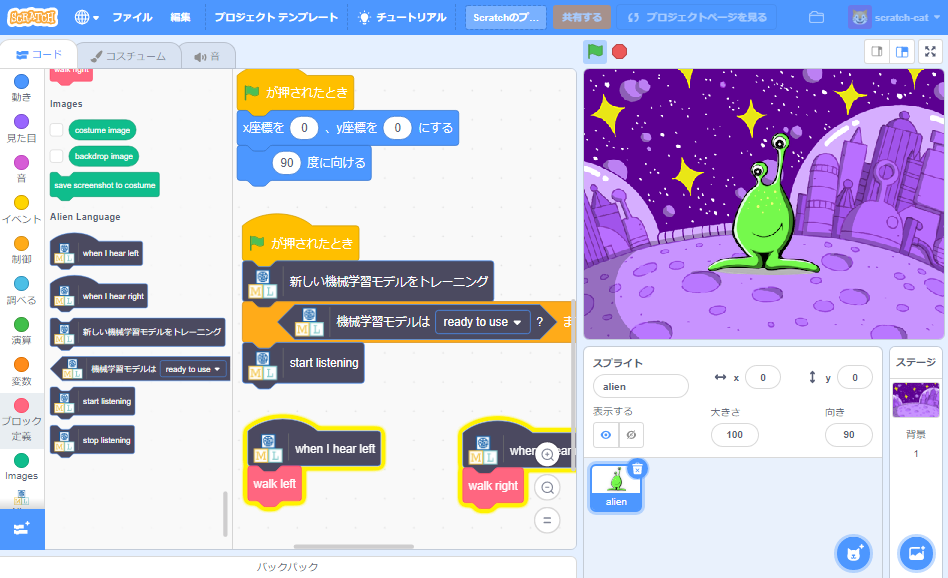 SCRATCH
ファイル
編集
プロジェクト テンプレート
チュートリアル
Scratchのプ...
共有する
プロジェクトページを見る
scratch-cat
コード
コスチューム
音
動き
見た目
音
イベント
制御
調べる
演算
変数
ブロック
定義
Images
walk right
Images
costume image
backdrop image
save screenshot to costume
Alien Language
when I hear left
when I hear right
新しい機械学習モデルをトレーニング
機械学習モデルは ready to use
start listening
stop listening
が押されたとき
x座標を 0 、y座標を 0 にする
90 度に向ける
が押されたとき
ML 新しい機械学習モデルをトレーニング
ML 機械学習モデルは ready to use ? ま
ML start listening
ML when I hear left
walk left
ML
walk right
バックパック
スプライト
alien
x 0
y 0
表示する
大きさ
100
向き
90
alien
ステージ
背景
1